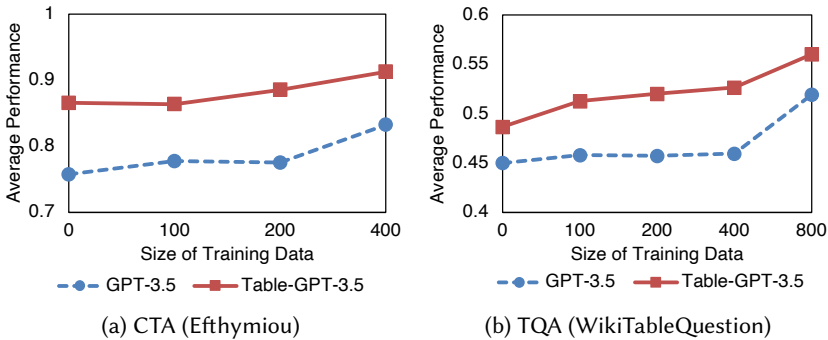 Average Performance
1
0.9
0.8
0.7
0 100 200 400
Size of Training Data
GPT-3.5 Table-GPT-3.5
(a) CTA (Efthymiou)
Average Performance
0.6
0.55
0.5
0.45
0.4
0 100 200 400 800
Size of Training Data
GPT-3.5 Table-GPT-3.5
(b) TQA (WikiTableQuestion)